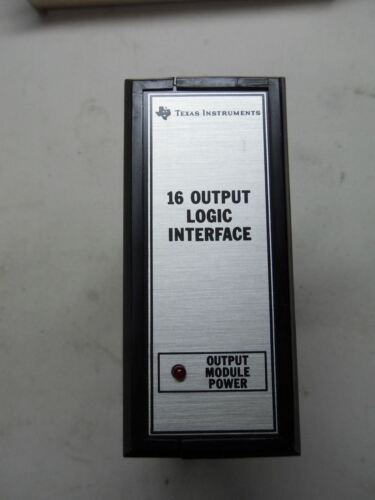 TEXAS INSTRUMENTS
16 OUTPUT
LOGIC
INTERFACE
OUTPUT
MODULE
POWER